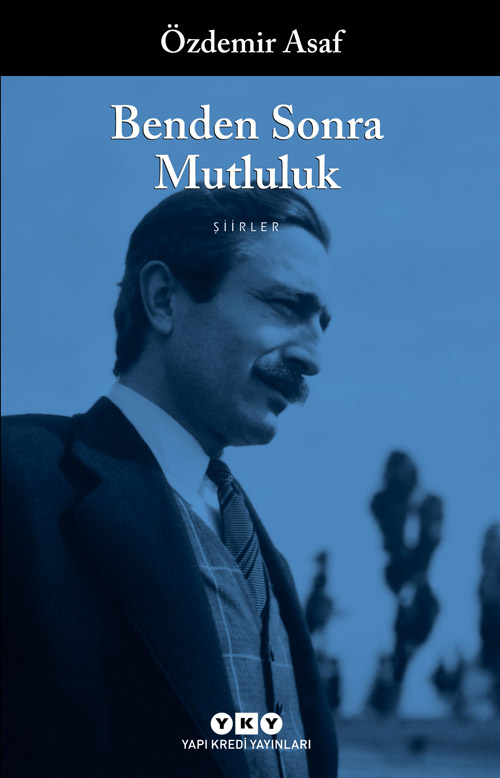 Özdemir Asaf
Benden Sonra
Mutluluk
ŞİİRLER
YKY
YAPI KREDİ YAYINLARI